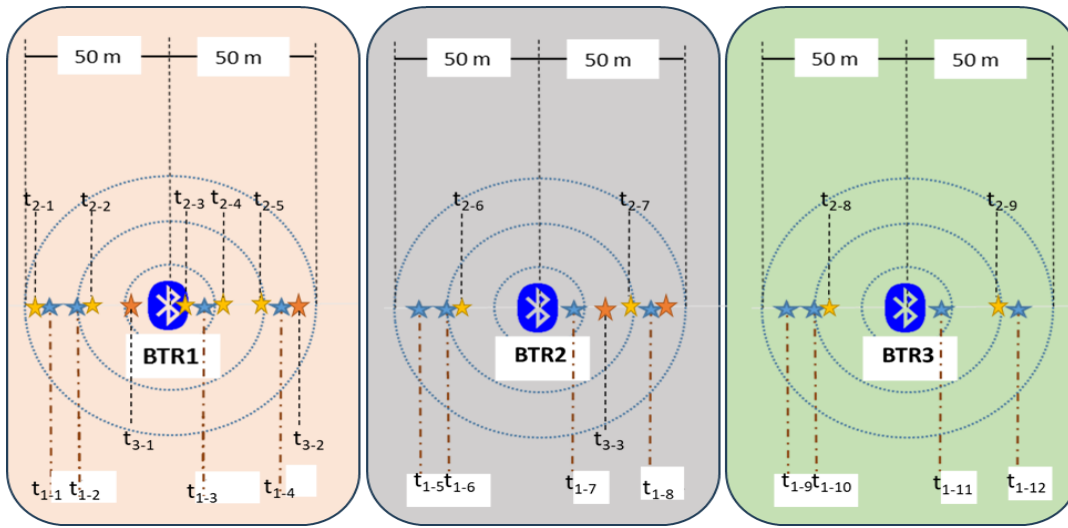 50 m 50 m
50 m 50 m
50 m 50 m
t2-1 t2-2 t2-3 t2-4 t2-5
t2-6 t2-7
t2-8 t2-9
BTR1
BTR2
BTR3
t3-1 t3-2
t3-3
t1-1 t1-2 t1-3 t1-4
t1-5 t1-6 t1-7 t1-8
t1-9 t1-10 t1-11 t1-12